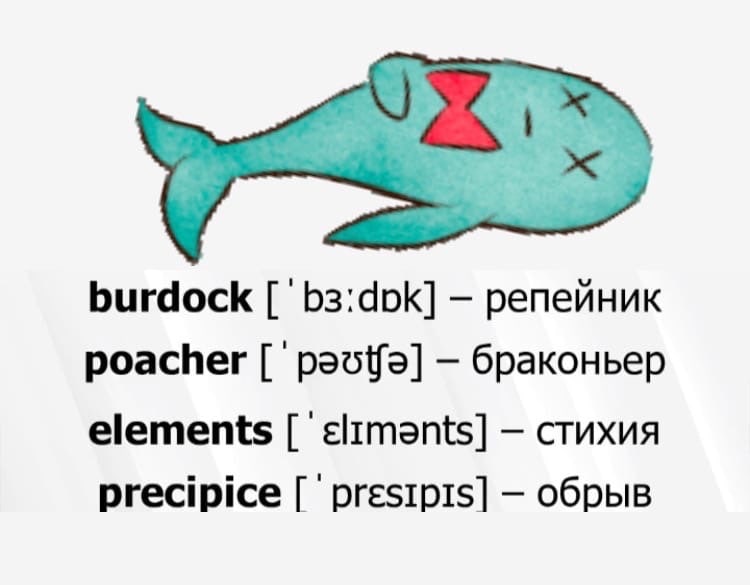 burdock [ˈbɜːdɒk] – репейник
poacher [ˈpəʊʧə] – браконьер
elements [ˈɛlɪmənts] – стихия
precipice [ˈprɛsɪpɪs] – обрыв